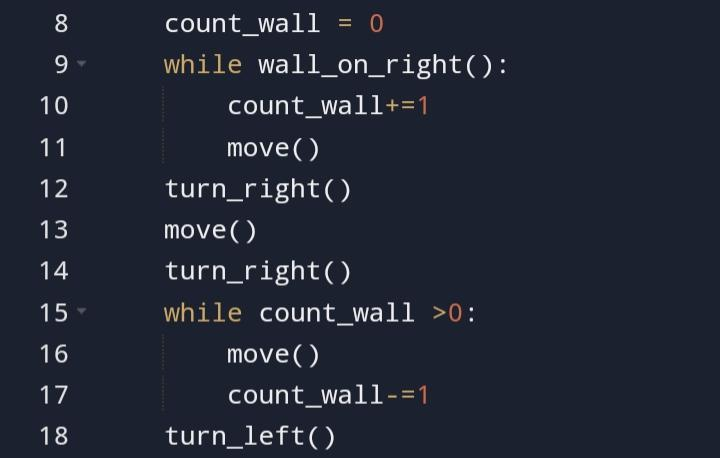 8 count_wall = 0
9 while wall_on_right():
10 count_wall+=1
11 move()
12 turn_right()
13 move()
14 turn_right()
15 while count_wall >0:
16 move()
17 count_wall-=1
18 turn_left()